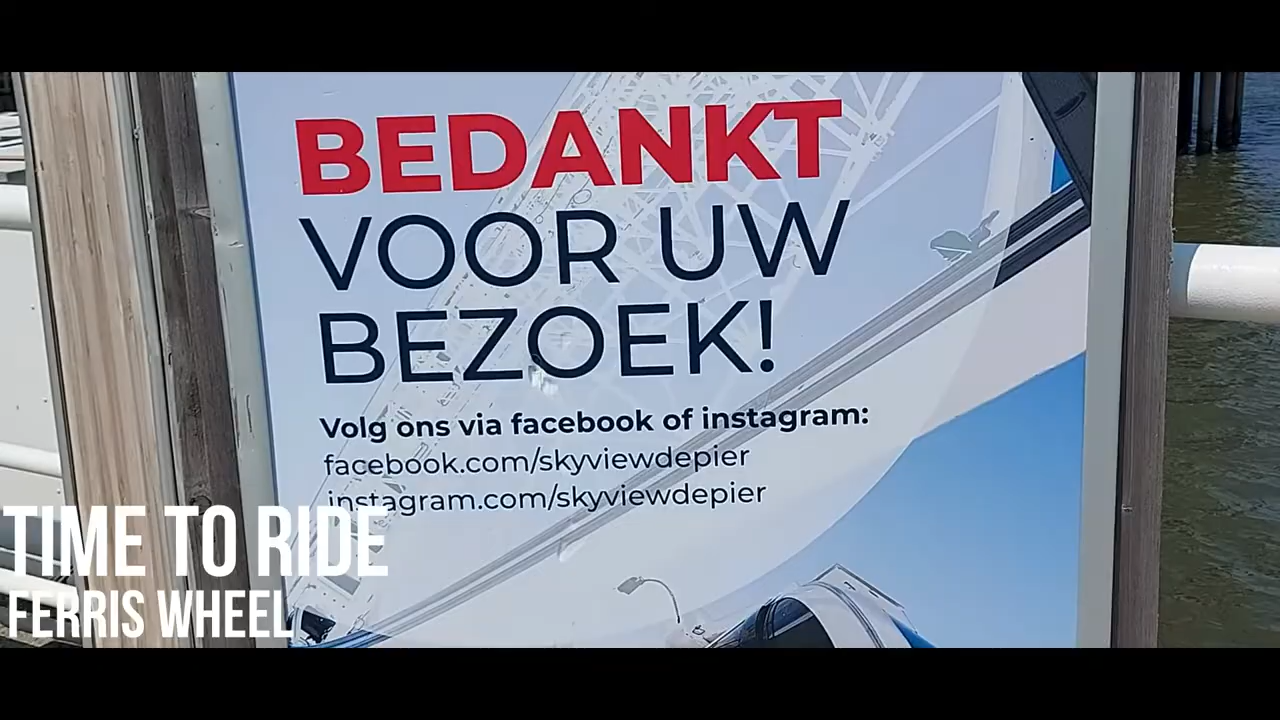 BEDANKT
VOOR UW
BEZOEK!
Volg ons via facebook of instagram:
facebook.com/skyviewdepier
instagram.com/skyviewdepier
TIME TO RIDE
FERRIS WHEEL